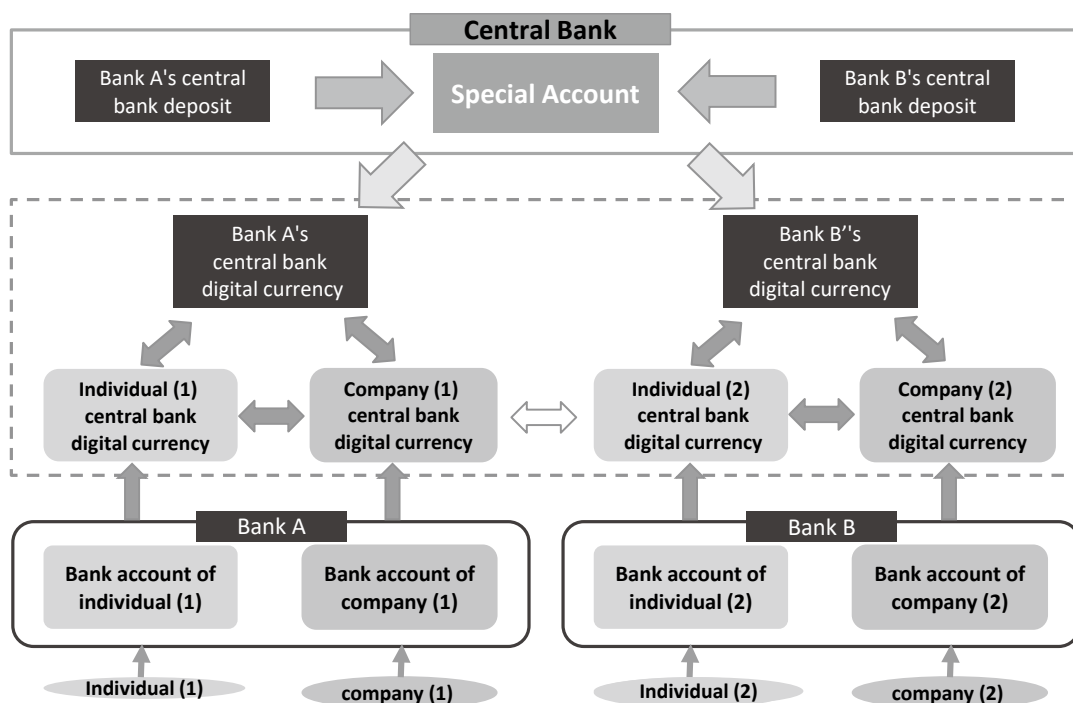 Central Bank
Bank A's central
bank deposit
Special Account
Bank B's central
bank deposit
Bank A's
central bank
digital currency
Bank B''s
central bank
digital currency
Individual (1)
central bank
digital currency
Company (1)
central bank
digital currency
Individual (2)
central bank
digital currency
Company (2)
central bank
digital currency
Bank A
Bank B
Bank account of
individual (1)
Bank account of
company (1)
Bank account of
individual (2)
Bank account of
company (2)
Individual (1)
company (1)
Individual (2)
company (2)